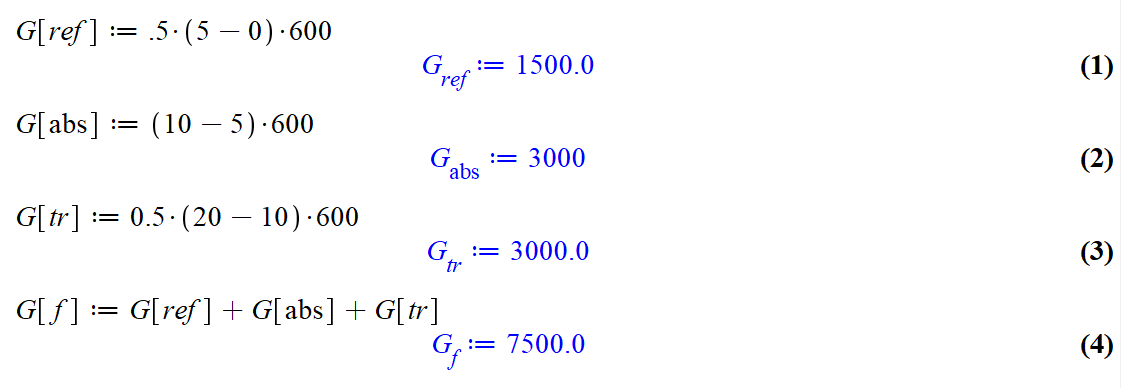 G[ref] := .5·(5 − 0)·600
G_ref := 1500.0 (1)
G[abs] := (10 − 5)·600
G_abs := 3000 (2)
G[tr] := 0.5·(20 − 10)·600
G_tr := 3000.0 (3)
G[f] := G[ref] + G[abs] + G[tr]
G_f := 7500.0 (4)